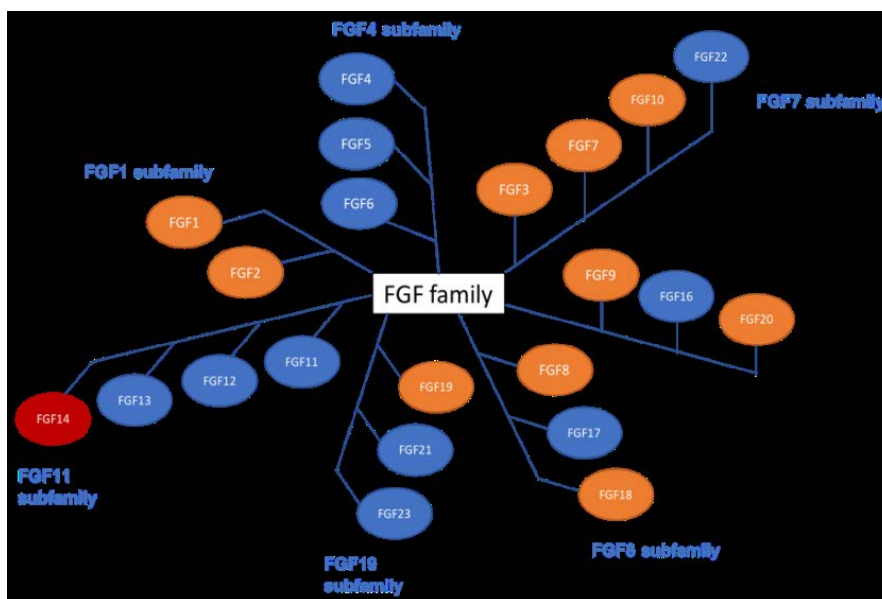 FGF4 subfamily
FGF4
FGF5
FGF6
FGF22
FGF10
FGF7
FGF3
FGF7 subfamily
FGF1 subfamily
FGF1
FGF2
FGF family
FGF9
FGF16
FGF20
FGF14
FGF13
FGF12
FGF11
FGF11
subfamily
FGF19
FGF21
FGF23
FGF19
subfamily
FGF8
FGF17
FGF18
FGF8 subfamily